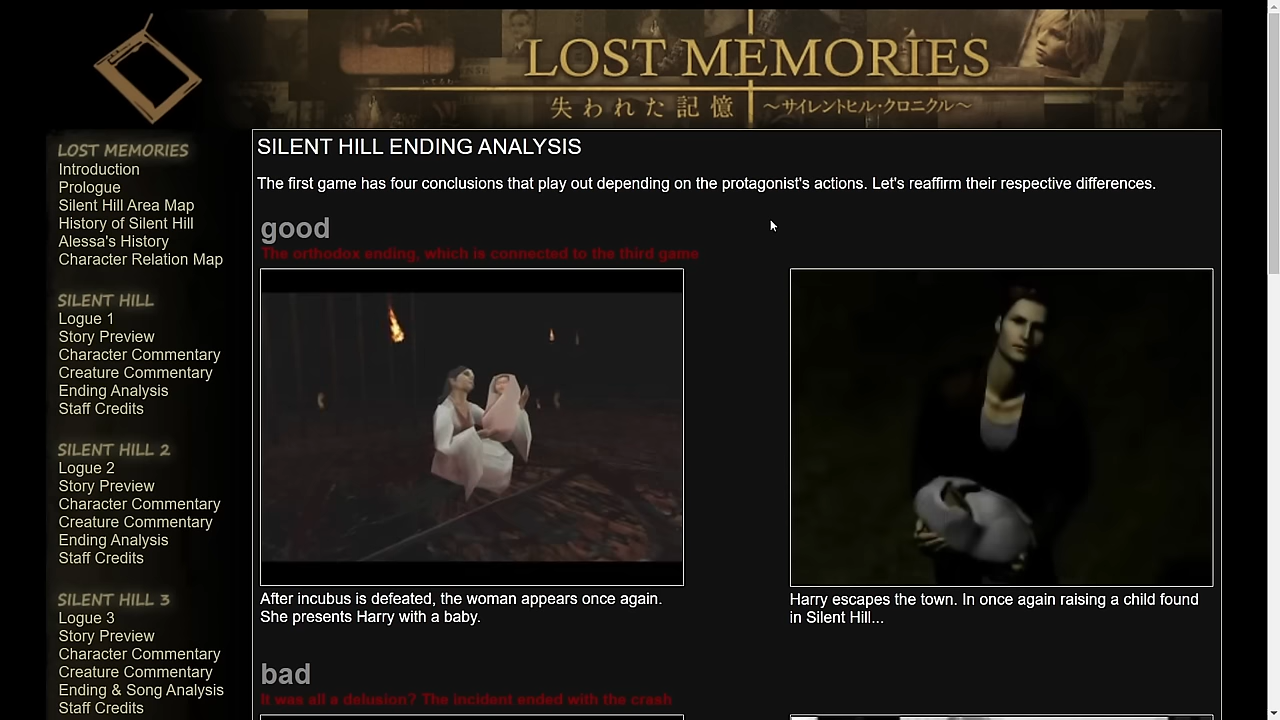 LOST MEMORIES
失われた記憶 ～サイレントヒル・クロニクル～
LOST MEMORIES
Introduction
Prologue
Silent Hill Area Map
History of Silent Hill
Alessa's History
Character Relation Map
SILENT HILL
Logue 1
Story Preview
Character Commentary
Creature Commentary
Ending Analysis
Staff Credits
SILENT HILL 2
Logue 2
Story Preview
Character Commentary
Creature Commentary
Ending Analysis
Staff Credits
SILENT HILL 3
Logue 3
Story Preview
Character Commentary
Creature Commentary
Ending & Song Analysis
Staff Credits
SILENT HILL ENDING ANALYSIS
The first game has four conclusions that play out depending on the protagonist's actions. Let's reaffirm their respective differences.
good
The orthodox ending, which is connected to the third game
After incubus is defeated, the woman appears once again.
She presents Harry with a baby.
Harry escapes the town. In once again raising a child found
in Silent Hill...
bad
It was all a delusion? The incident ended with the crash